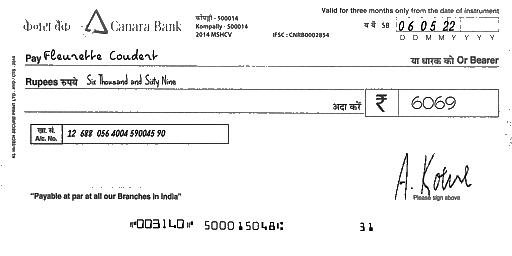 केनरा बैंक Canara Bank
कोंपल्ली - 500014
Kompally - 500014
2014 MSHCV
IFSC : CNRB0002854
Valid for three months only from the date of instrument
SB 06 05 22
D D M M Y Y Y Y
Pay Fleurette Coudert
या धारक को Or Bearer
Rupees रुपये Six Thousand and Sixty Nine
अदा करें ₹ 6069
खा. सं.
A/c. No. 12 688 056 4004 590045 90
A. Kohre
Please sign above
"Payable at par at all our Branches in India"
⑈003140⑈ 500015048⑆ 31